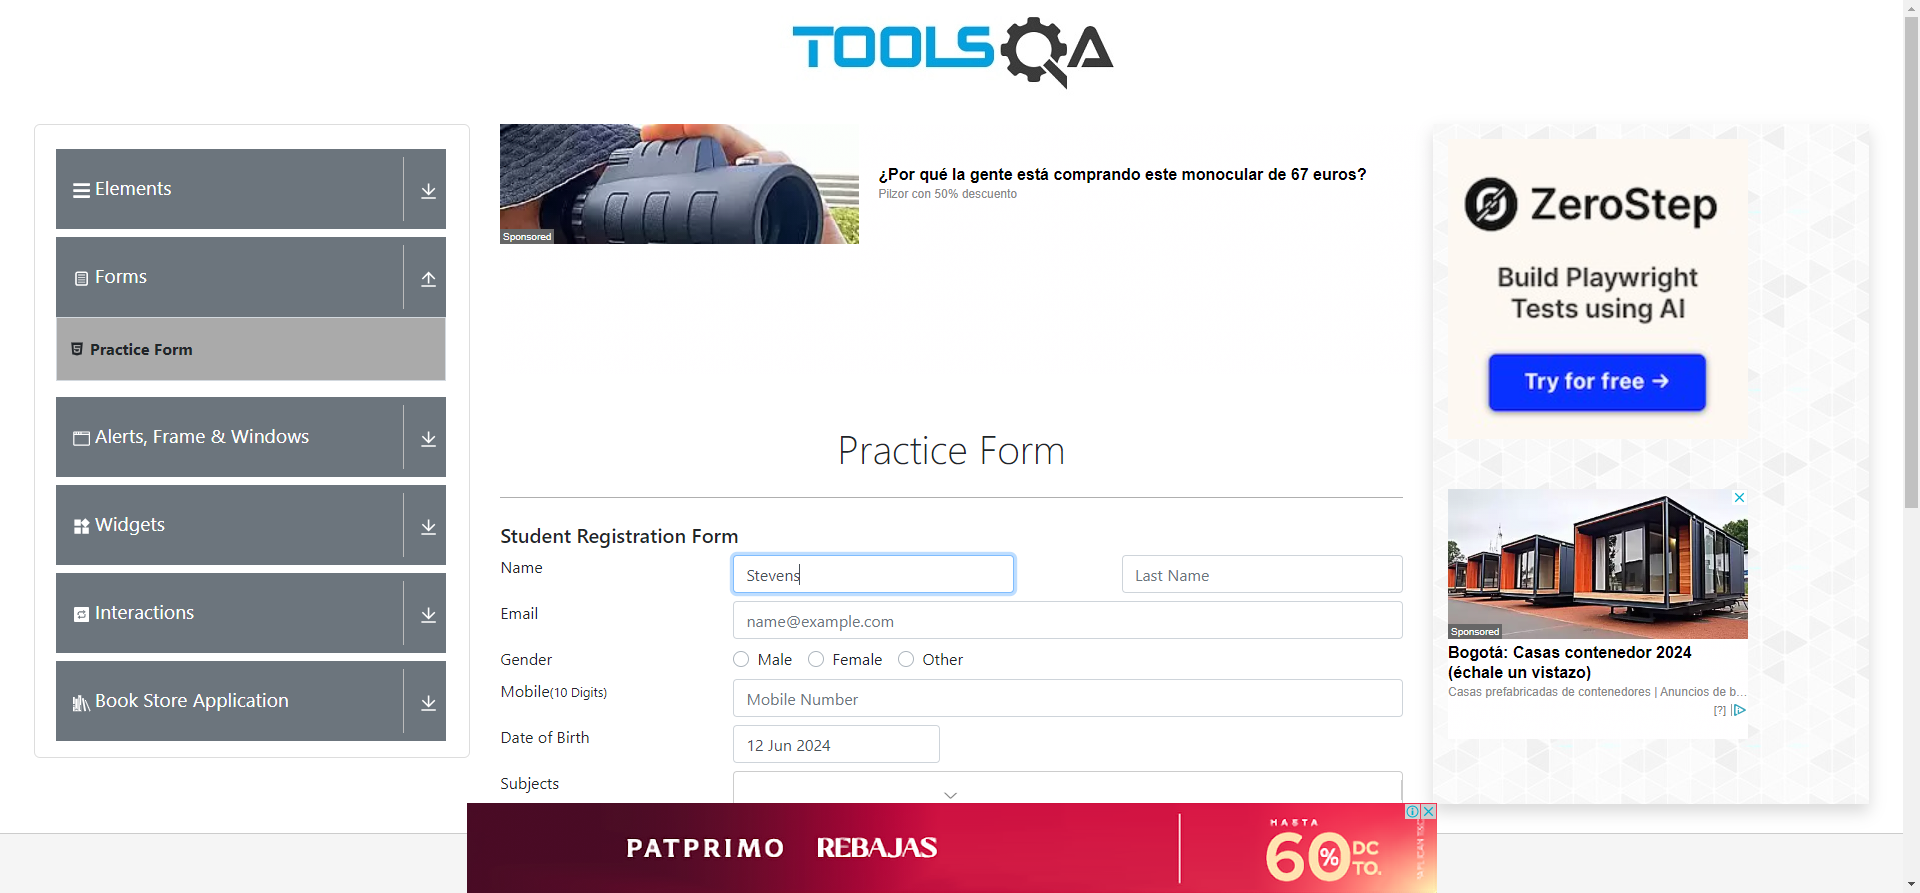 TOOLSQA
Elements
Forms
Practice Form
Alerts, Frame & Windows
Widgets
Interactions
Book Store Application
Sponsored
¿Por qué la gente está comprando este monocular de 67 euros?
Pilzor con 50% descuento
Practice Form
Student Registration Form
Name
Stevens
Last Name
Email
name@example.com
Gender
Male
Female
Other
Mobile(10 Digits)
Mobile Number
Date of Birth
12 Jun 2024
Subjects
ZeroStep
Build Playwright
Tests using AI
Try for free →
Sponsored
Bogotá: Casas contenedor 2024
(échale un vistazo)
Casas prefabricadas de contenedores | Anuncios de b...
[?]
PATPRIMO REBAJAS
HASTA
60%
DC
TO.